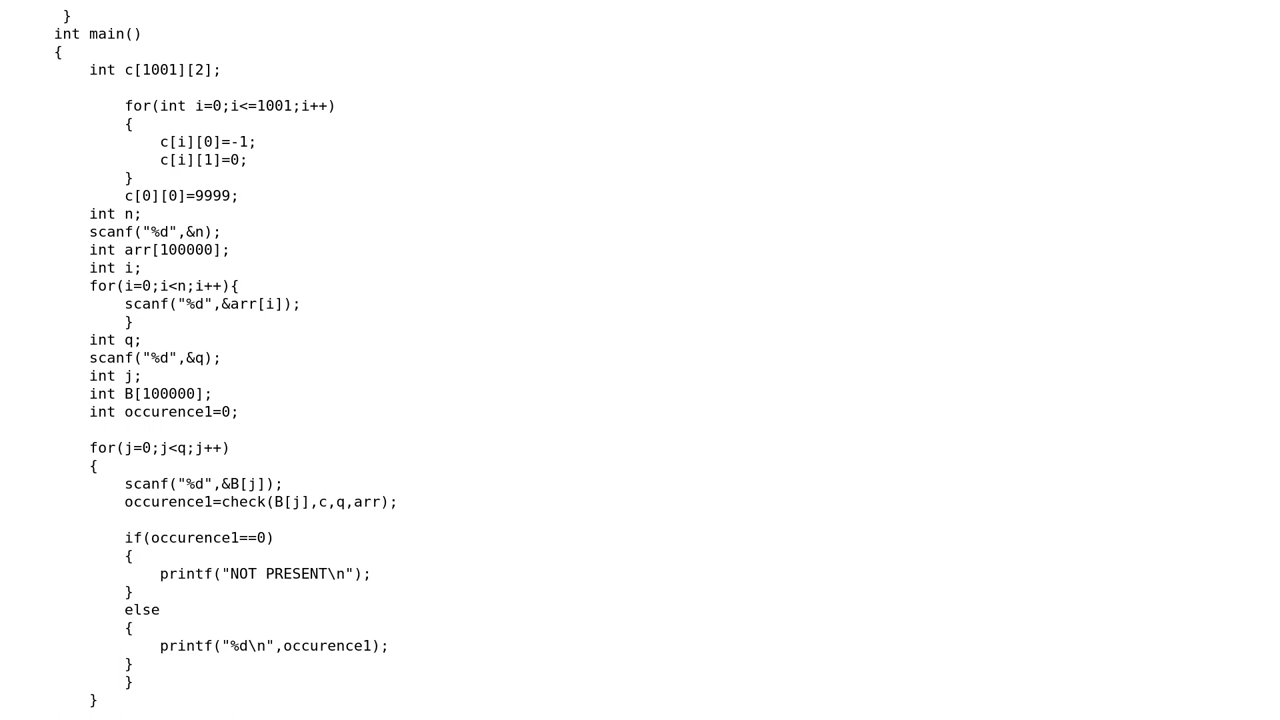 }
int main()
{
int c[1001][2];
for(int i=0;i<=1001;i++)
{
c[i][0]=-1;
c[i][1]=0;
}
c[0][0]=9999;
int n;
scanf("%d",&n);
int arr[100000];
int i;
for(i=0;i<n;i++){
scanf("%d",&arr[i]);
}
int q;
scanf("%d",&q);
int j;
int B[100000];
int occurence1=0;
for(j=0;j<q;j++)
{
scanf("%d",&B[j]);
occurence1=check(B[j],c,q,arr);
if(occurence1==0)
{
printf("NOT PRESENT\n");
}
else
{
printf("%d\n",occurence1);
}
}
}